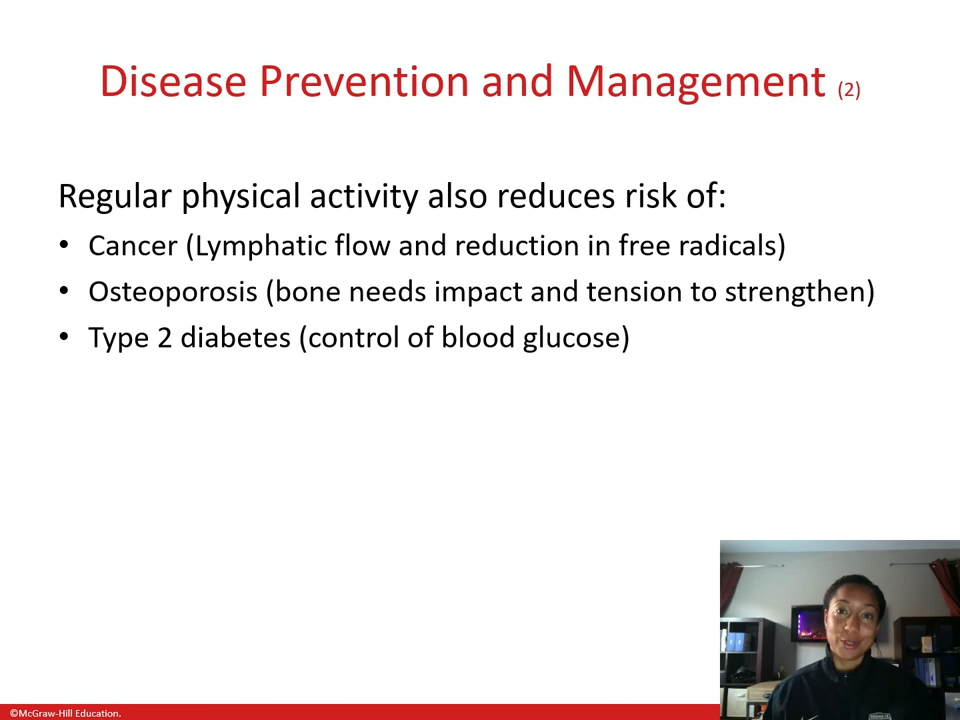 Disease Prevention and Management (2)
Regular physical activity also reduces risk of:
• Cancer (Lymphatic flow and reduction in free radicals)
• Osteoporosis (bone needs impact and tension to strengthen)
• Type 2 diabetes (control of blood glucose)
©McGraw-Hill Education.